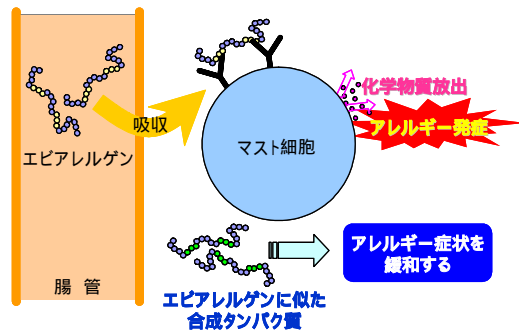 エビアレルゲン
腸管
吸収
マスト細胞
化学物質放出
アレルギー発症
エビアレルゲンに似た
合成タンパク質
アレルギー症状を
緩和する